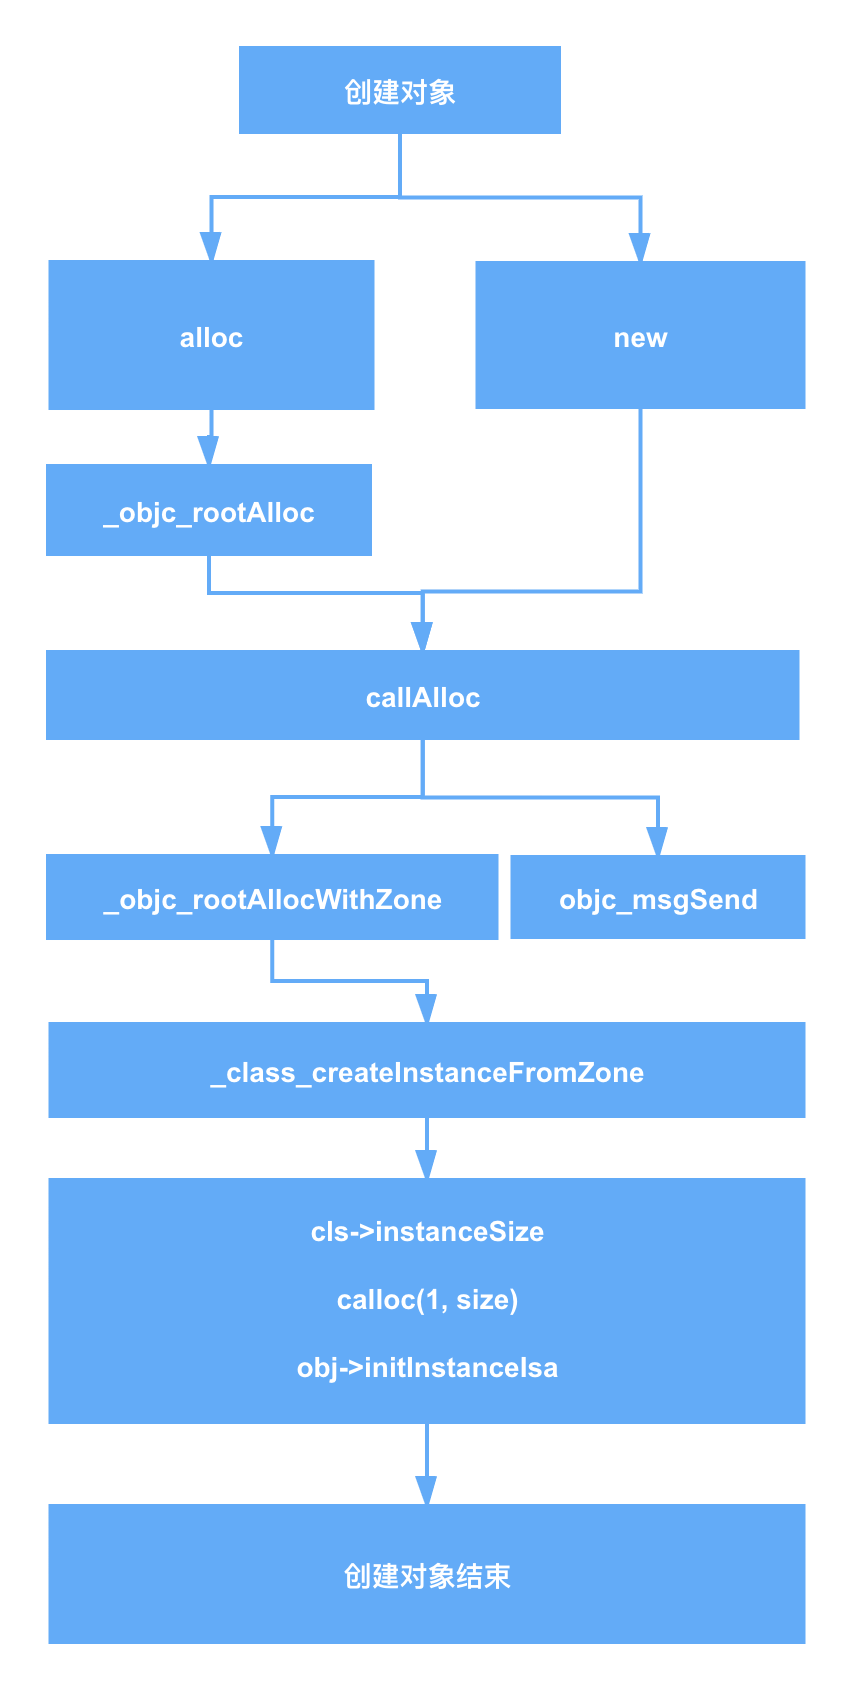 创建对象
alloc
new
_objc_rootAlloc
callAlloc
_objc_rootAllocWithZone
objc_msgSend
_class_createInstanceFromZone
cls->instanceSize
calloc(1, size)
obj->initInstanceIsa
创建对象结束